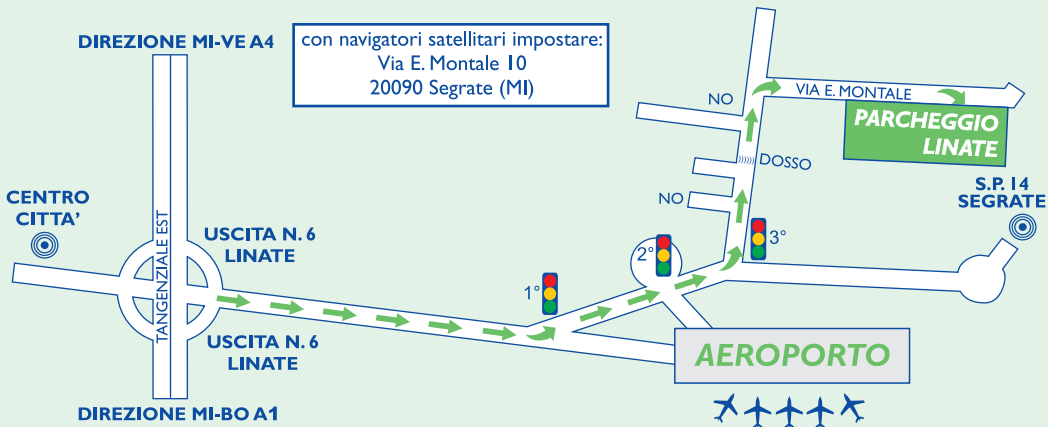 DIREZIONE MI-VE A4
con navigatori satellitari impostare:
Via E. Montale 10
20090 Segrate (MI)
NO
VIA E. MONTALE
PARCHEGGIO
LINATE
DOSSO
NO
S.P. 14
SEGRATE
CENTRO
CITTA'
TANGENZIALE EST
USCITA N. 6
LINATE
1°
2°
3°
USCITA N. 6
LINATE
AEROPORTO
DIREZIONE MI-BO A1